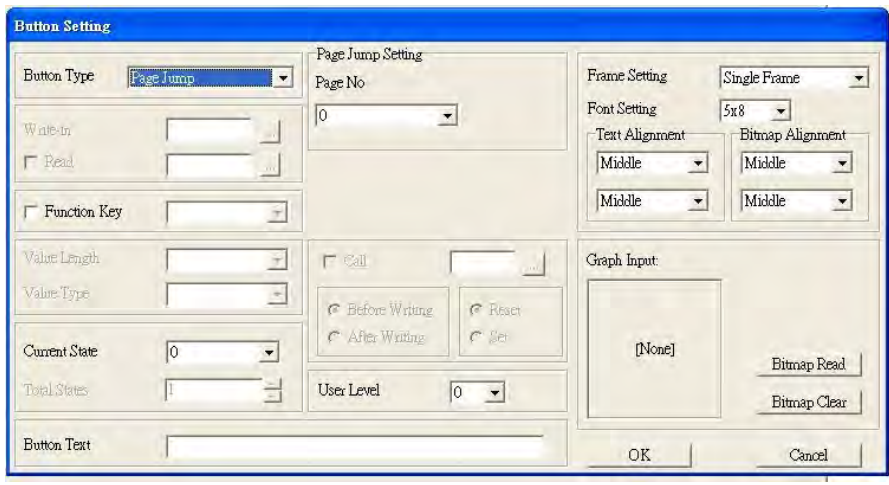 Button Setting
Button Type
Page Jump
Write-in
...
Read
...
Function Key
Value Length
Value Type
Current State
0
Total States
1
Button Text
Page Jump Setting
Page No
0
Call
...
Before Writing
After Writing
Reset
Set
User Level
0
Frame Setting
Single Frame
Font Setting
5x8
Text Alignment
Middle
Middle
Bitmap Alignment
Middle
Middle
Graph Input:
[None]
Bitmap Read
Bitmap Clear
OK
Cancel